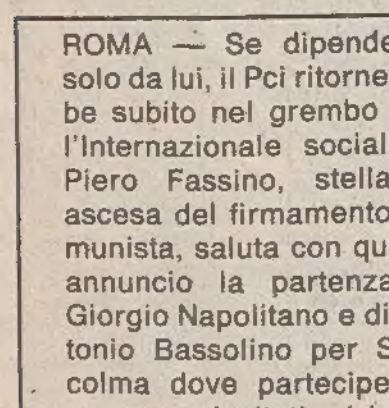 ROMA — Se dipende
solo da lui, il Pci ritorne
be subito nel grembo
l'Internazionale social
Piero Fassino, stella
ascesa del firmamento
munista, saluta con qu
annuncio la partenza
Giorgio Napolitano e di
tonio Bassolino per S
colma dove partecipe